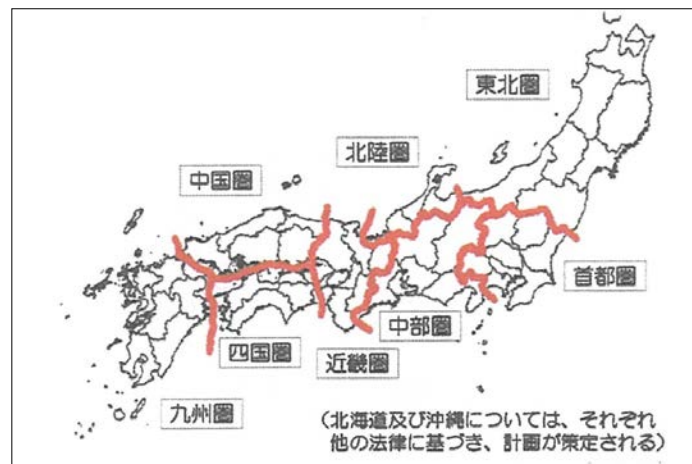 東北圏
北陸圏
中国圏
首都圏
中部圏
四国圏
近畿圏
九州圏
（北海道及び沖縄については、それぞれ
他の法律に基づき、計画が策定される）